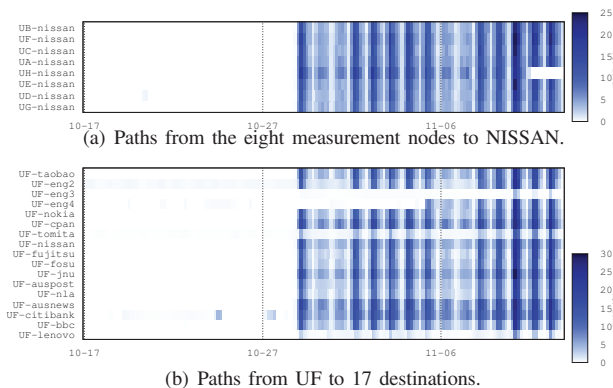 25
UB-nissan
UF-nissan
20
UC-nissan
15
UA-nissan
UH-nissan
10
UE-nissan
UD-nissan
5
UG-nissan
0
10-17 10-27 11-06
(a) Paths from the eight measurement nodes to NISSAN.
UF-taobao
UF-eng2
UF-eng3
UF-eng4
UF-nokia
UF-cpan
UF-tomita
UF-nissan
30
UF-fujitsu
25
UF-fosu
UF-jnu
20
UF-auspost
15
UF-nla
UF-ausnews
10
UF-citibank
5
UF-bbc
UF-lenovo
0
10-17 10-27 11-06
(b) Paths from UF to 17 destinations.